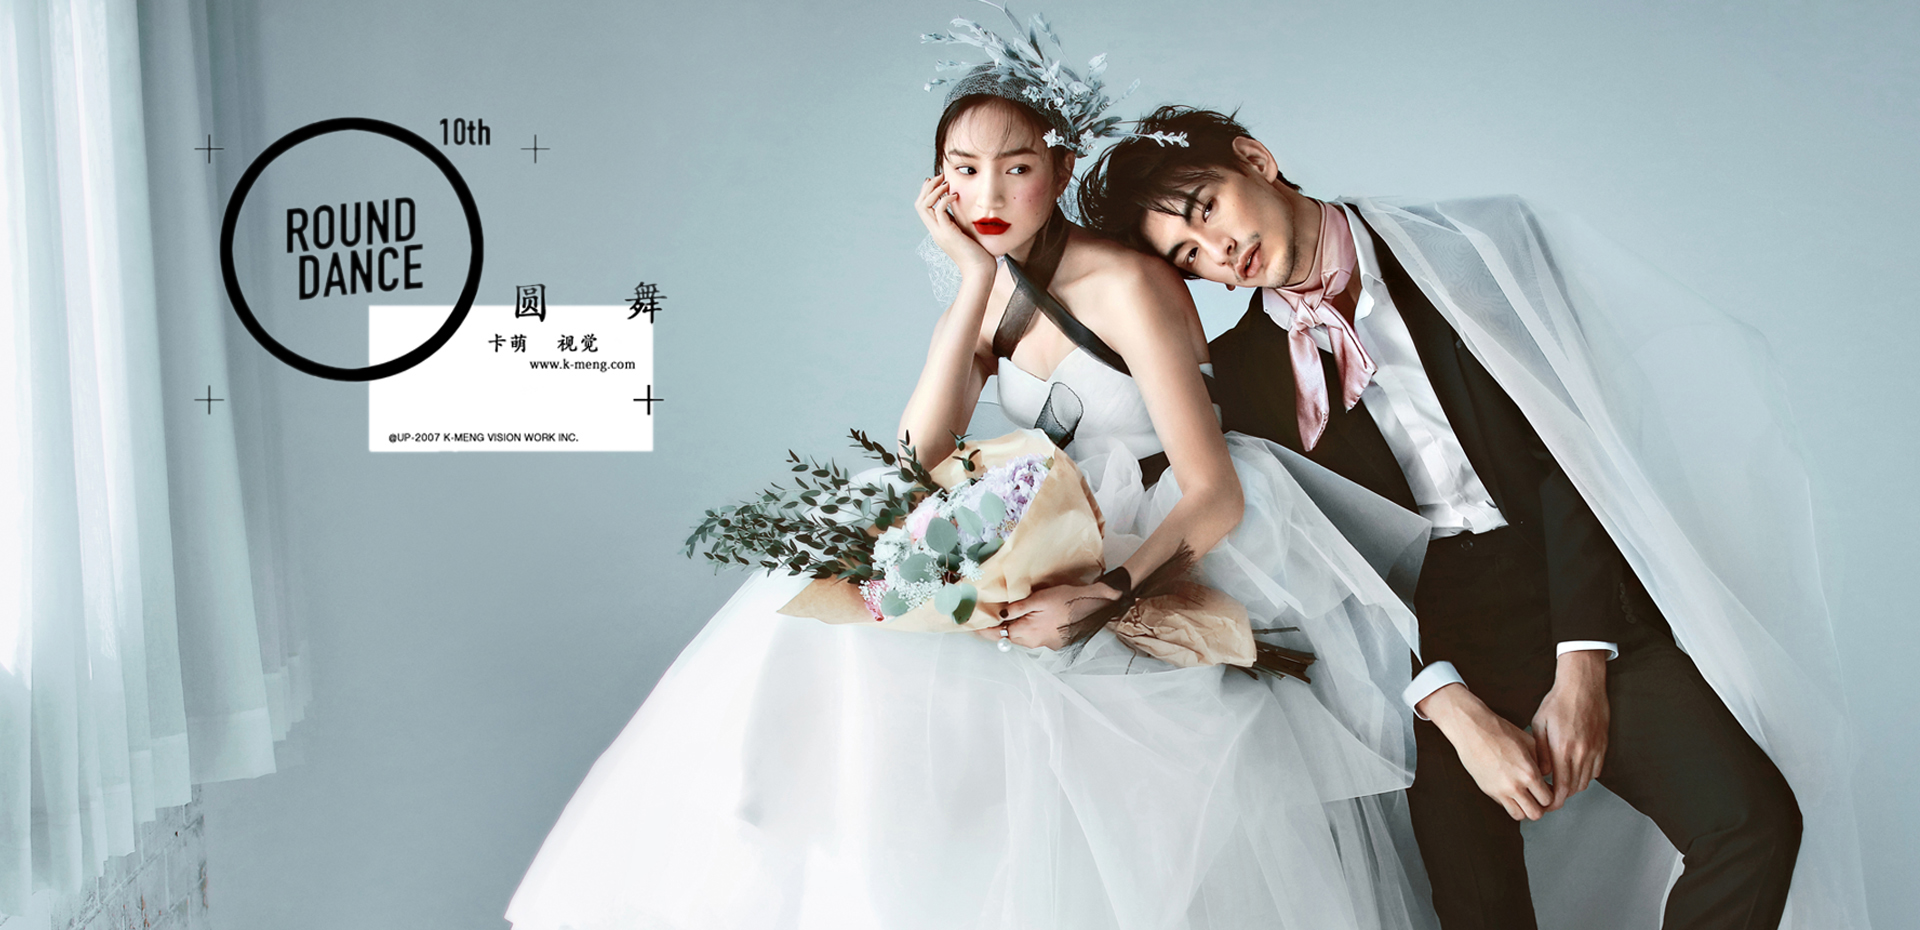 10th
ROUND
DANCE
圆 舞
卡萌 视觉
www.k-meng.com
@UP-2007 K-MENG VISION WORK INC.